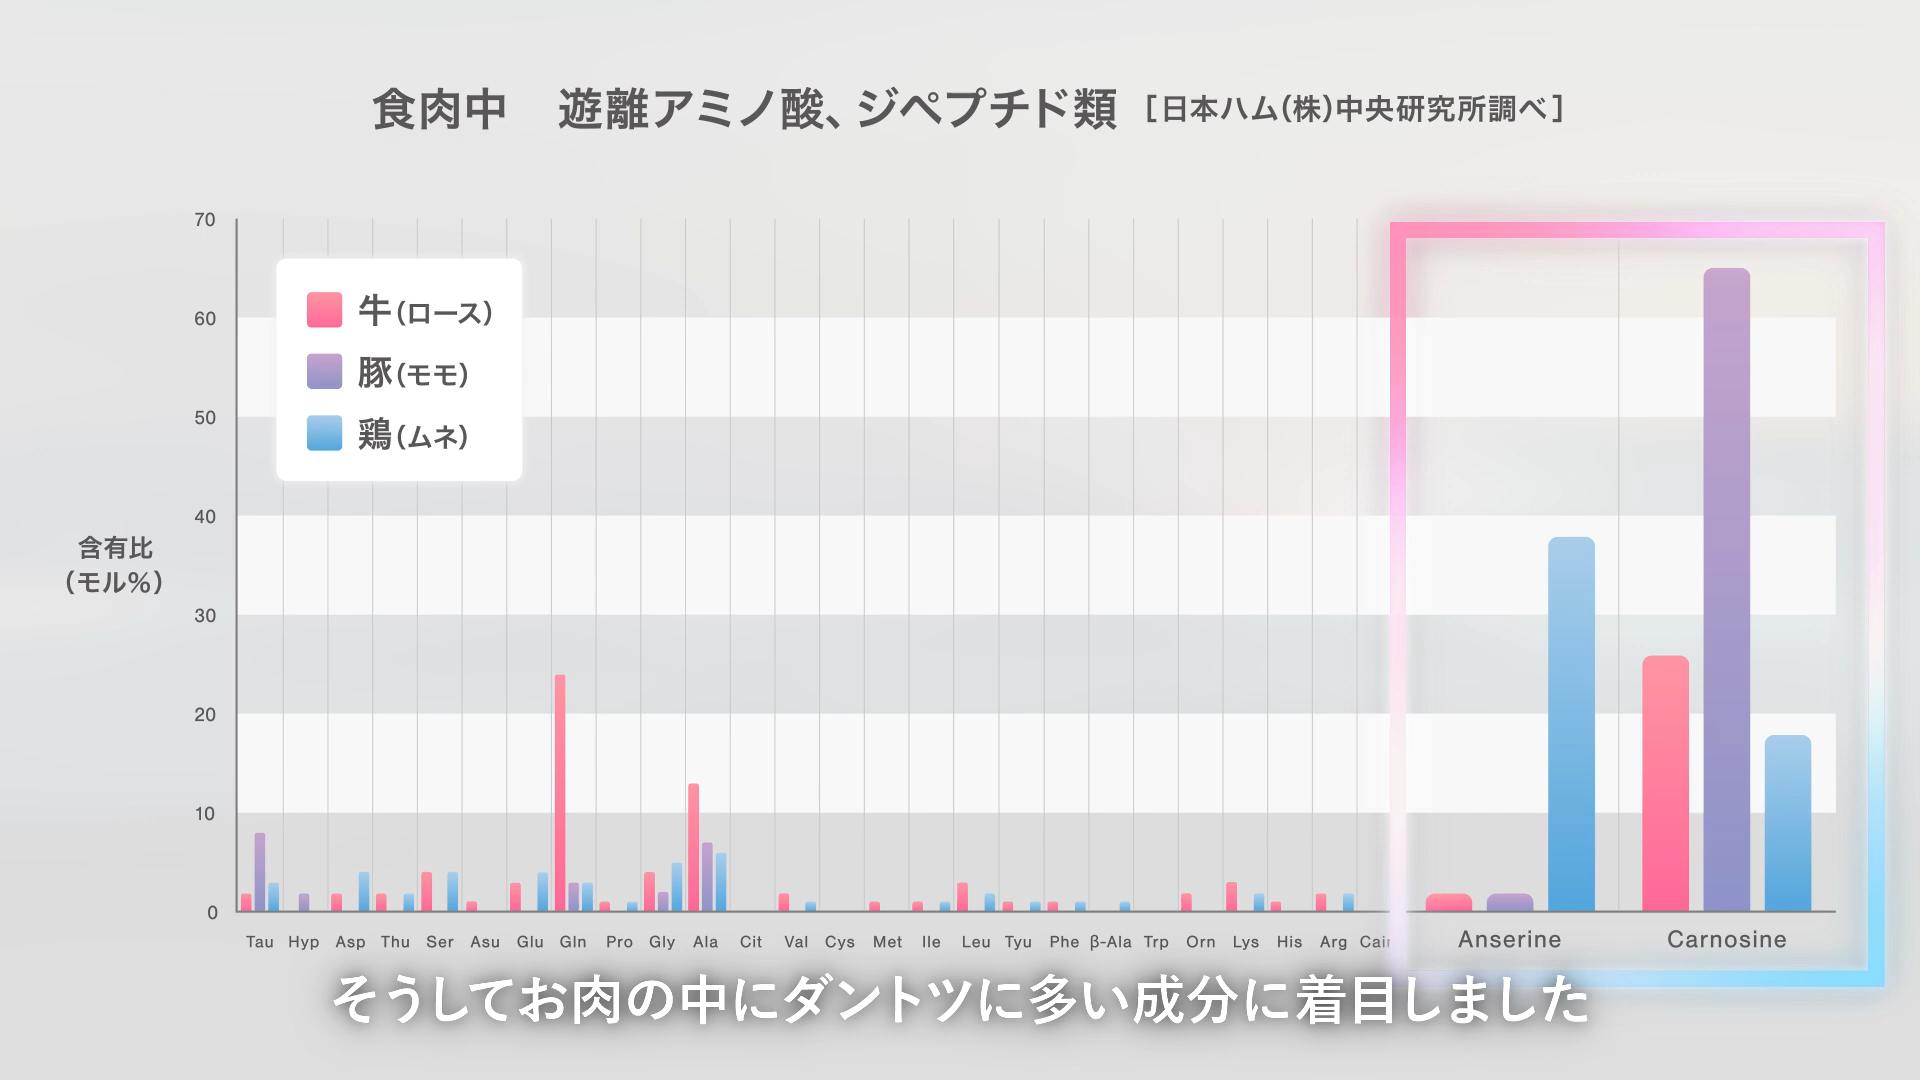 食肉中　遊離アミノ酸、ジペプチド類 ［日本ハム(株)中央研究所調べ］
70
60
50
40
30
20
10
0
牛(ロース)
豚(モモ)
鶏(ムネ)
含有比
(モル%)
Tau Hyp Asp Thu Ser Asu Glu Gln Pro Gly Ala Cit Val Cys Met Ile Leu Tyu Phe β-Ala Trp Orn Lys His Arg Anserine Carnosine
そうしてお肉の中にダントツに多い成分に着目しました